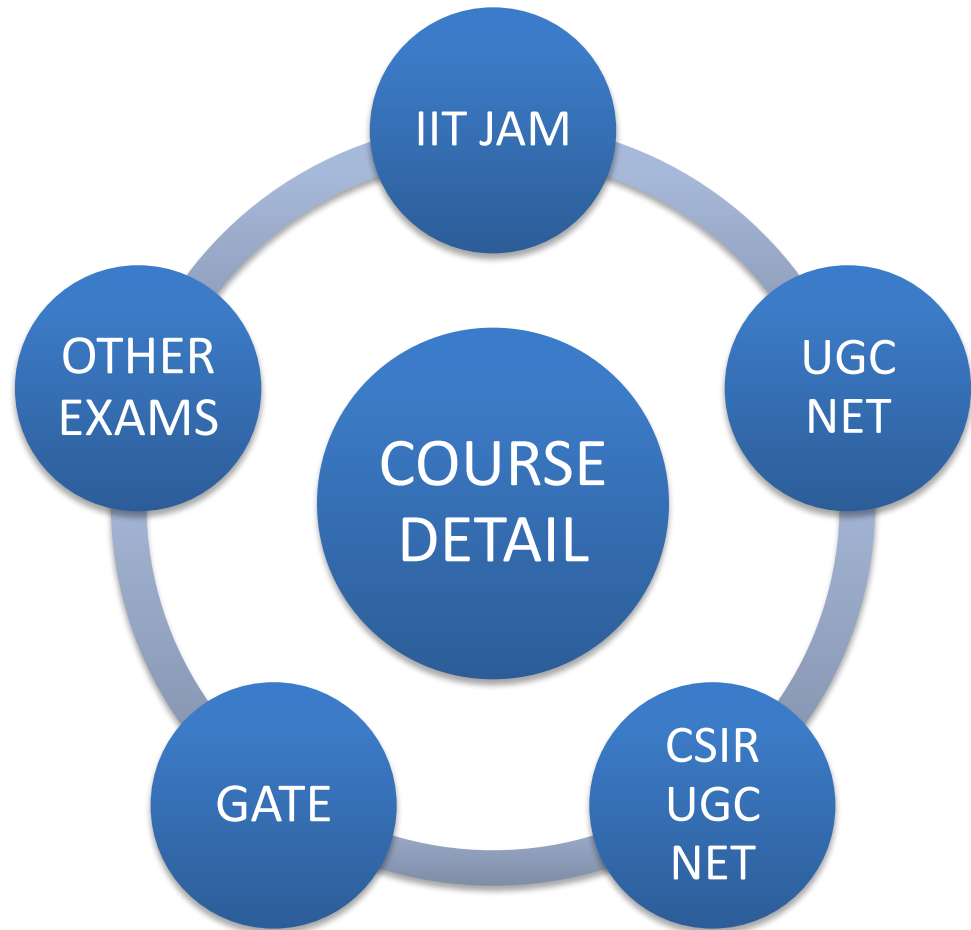 IIT JAM
OTHER
EXAMS
UGC
NET
COURSE
DETAIL
GATE
CSIR
UGC
NET